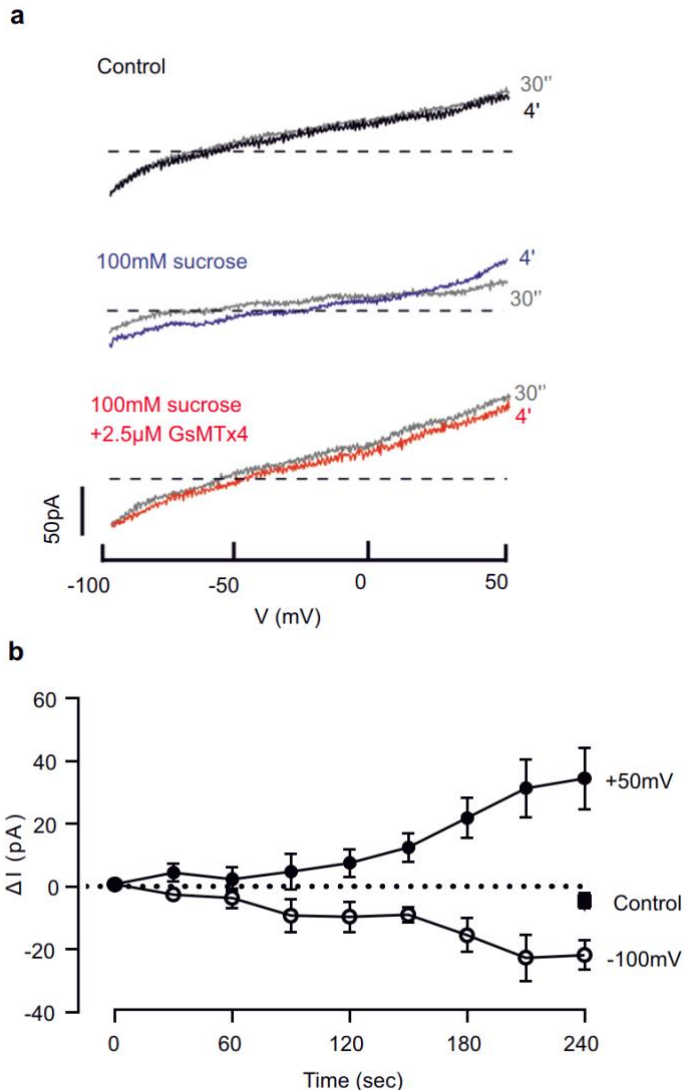 a
Control
30''
4'
100mM sucrose
4'
30''
100mM sucrose
+2.5μM GsMTx4
30''
4'
50pA
-100
-50
0
50
V (mV)
b
60
40
20
0
-20
-40
ΔI (pA)
+50mV
Control
-100mV
0
60
120
180
240
Time (sec)